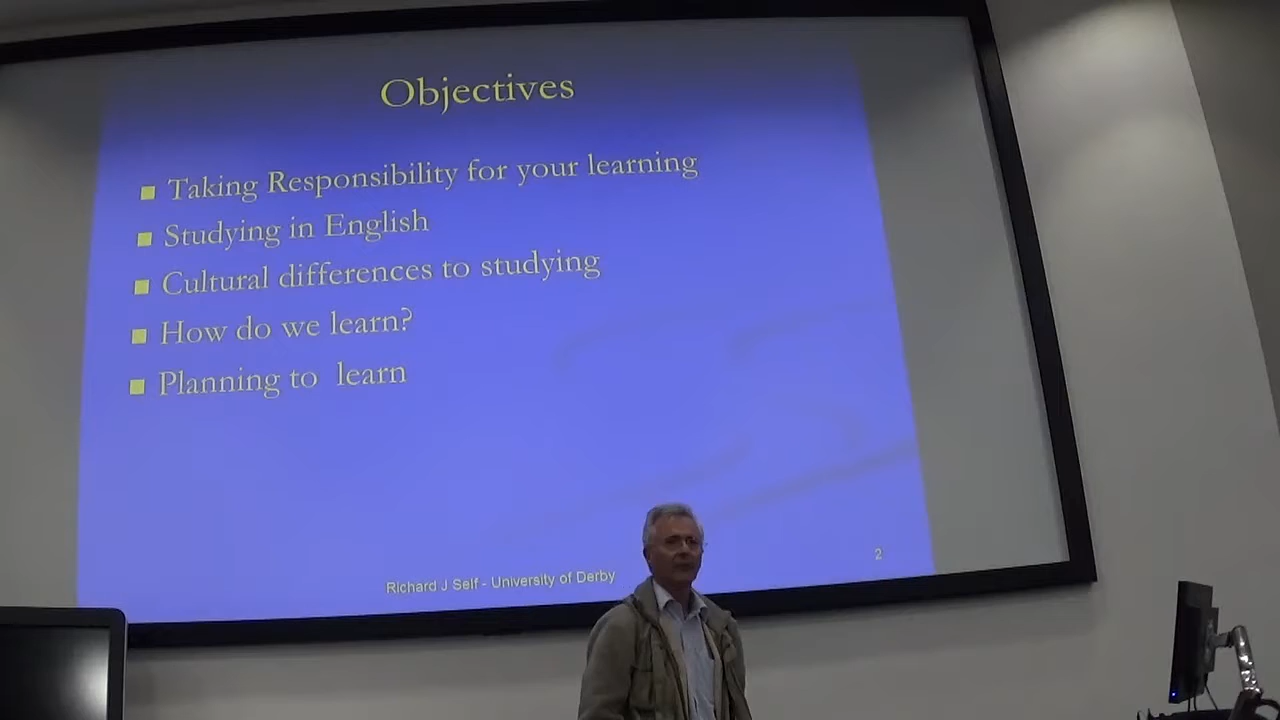 Objectives
Taking Responsibility for your learning
Studying in English
Cultural differences to studying
How do we learn?
Planning to learn
Richard J Self - University of Derby
2